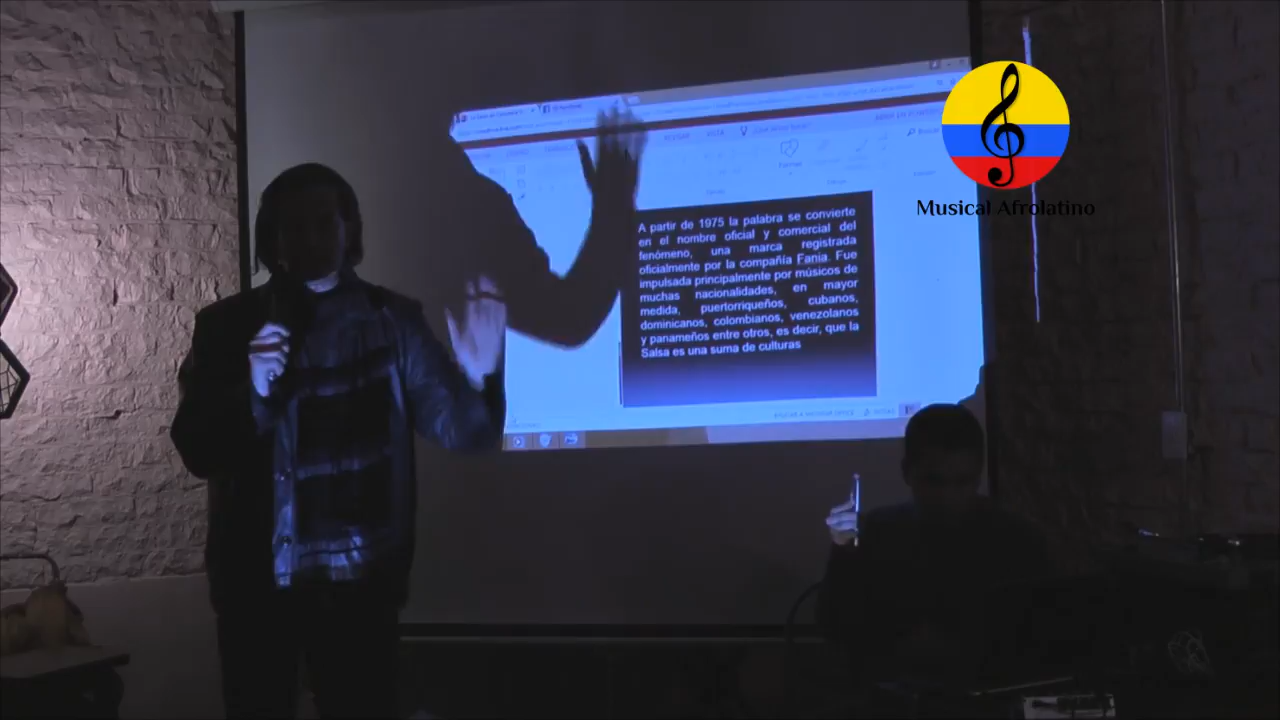 Musical Afrolatino
A partir de 1975 la palabra se convierte
en el nombre oficial y comercial del
fenómeno, una marca registrada
oficialmente por la compañía Fania. Fue
impulsada principalmente por músicos de
muchas nacionalidades, en mayor
medida, puertorriqueños, cubanos,
dominicanos, colombianos, venezolanos
y panameños entre otros, es decir, que la
Salsa es una suma de culturas